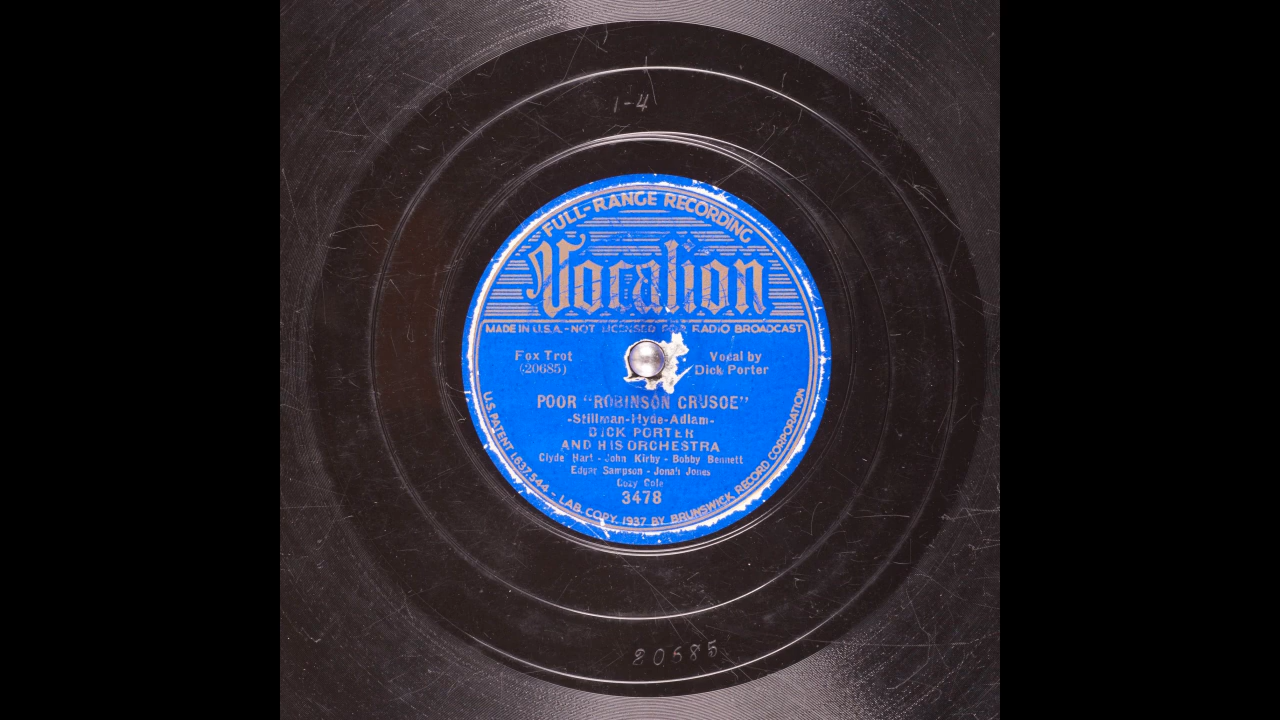 1-4
FULL-RANGE RECORDING
Vocalion
MADE IN U.S.A.-NOT LICENSED FOR RADIO BROADCAST
Fox Trot
(20685)
Vocal by
Dick Porter
POOR "ROBINSON CRUSOE"
-Stillman-Hyde-Adlam-
DICK PORTER
AND HIS ORCHESTRA
Clyde Hart - John Kirby - Bobby Bennett
Edgar Sampson - Jonah Jones
Cozy Cole
3478
U.S. PATENT 1,637,544 - LAB. COPY. 1937 BY BRUNSWICK RECORD CORPORATION
20685